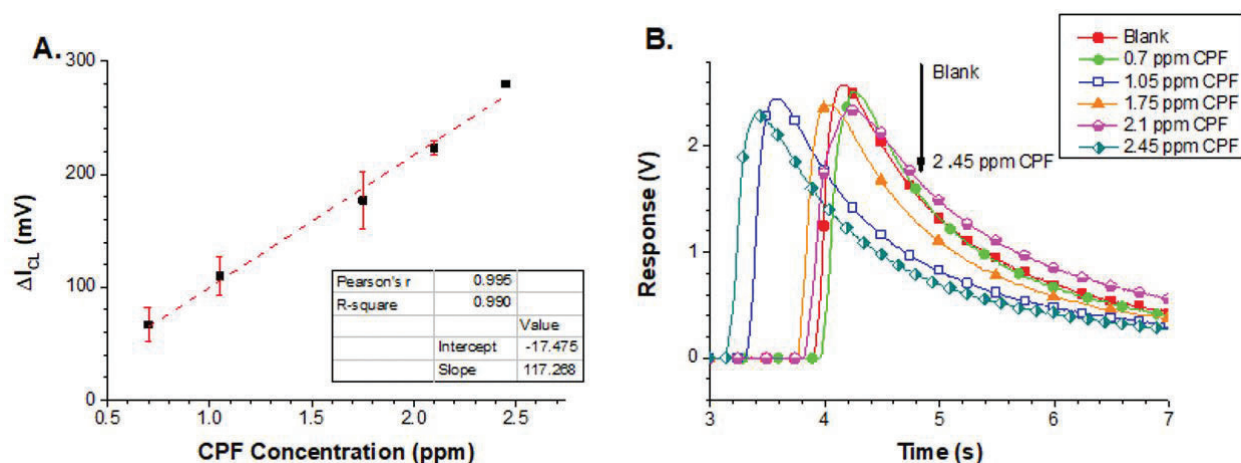 A.
300
200
100
0
ΔI_CL (mV)
Pearson's r 0.995
R-square 0.990
Value
Intercept -17.475
Slope 117.268
0.5 1.0 1.5 2.0 2.5
CPF Concentration (ppm)
B.
Blank
0.7 ppm CPF
1.05 ppm CPF
1.75 ppm CPF
2.1 ppm CPF
2.45 ppm CPF
Blank
2 .45 ppm CPF
2
1
0
Response (V)
3 4 5 6 7
Time (s)